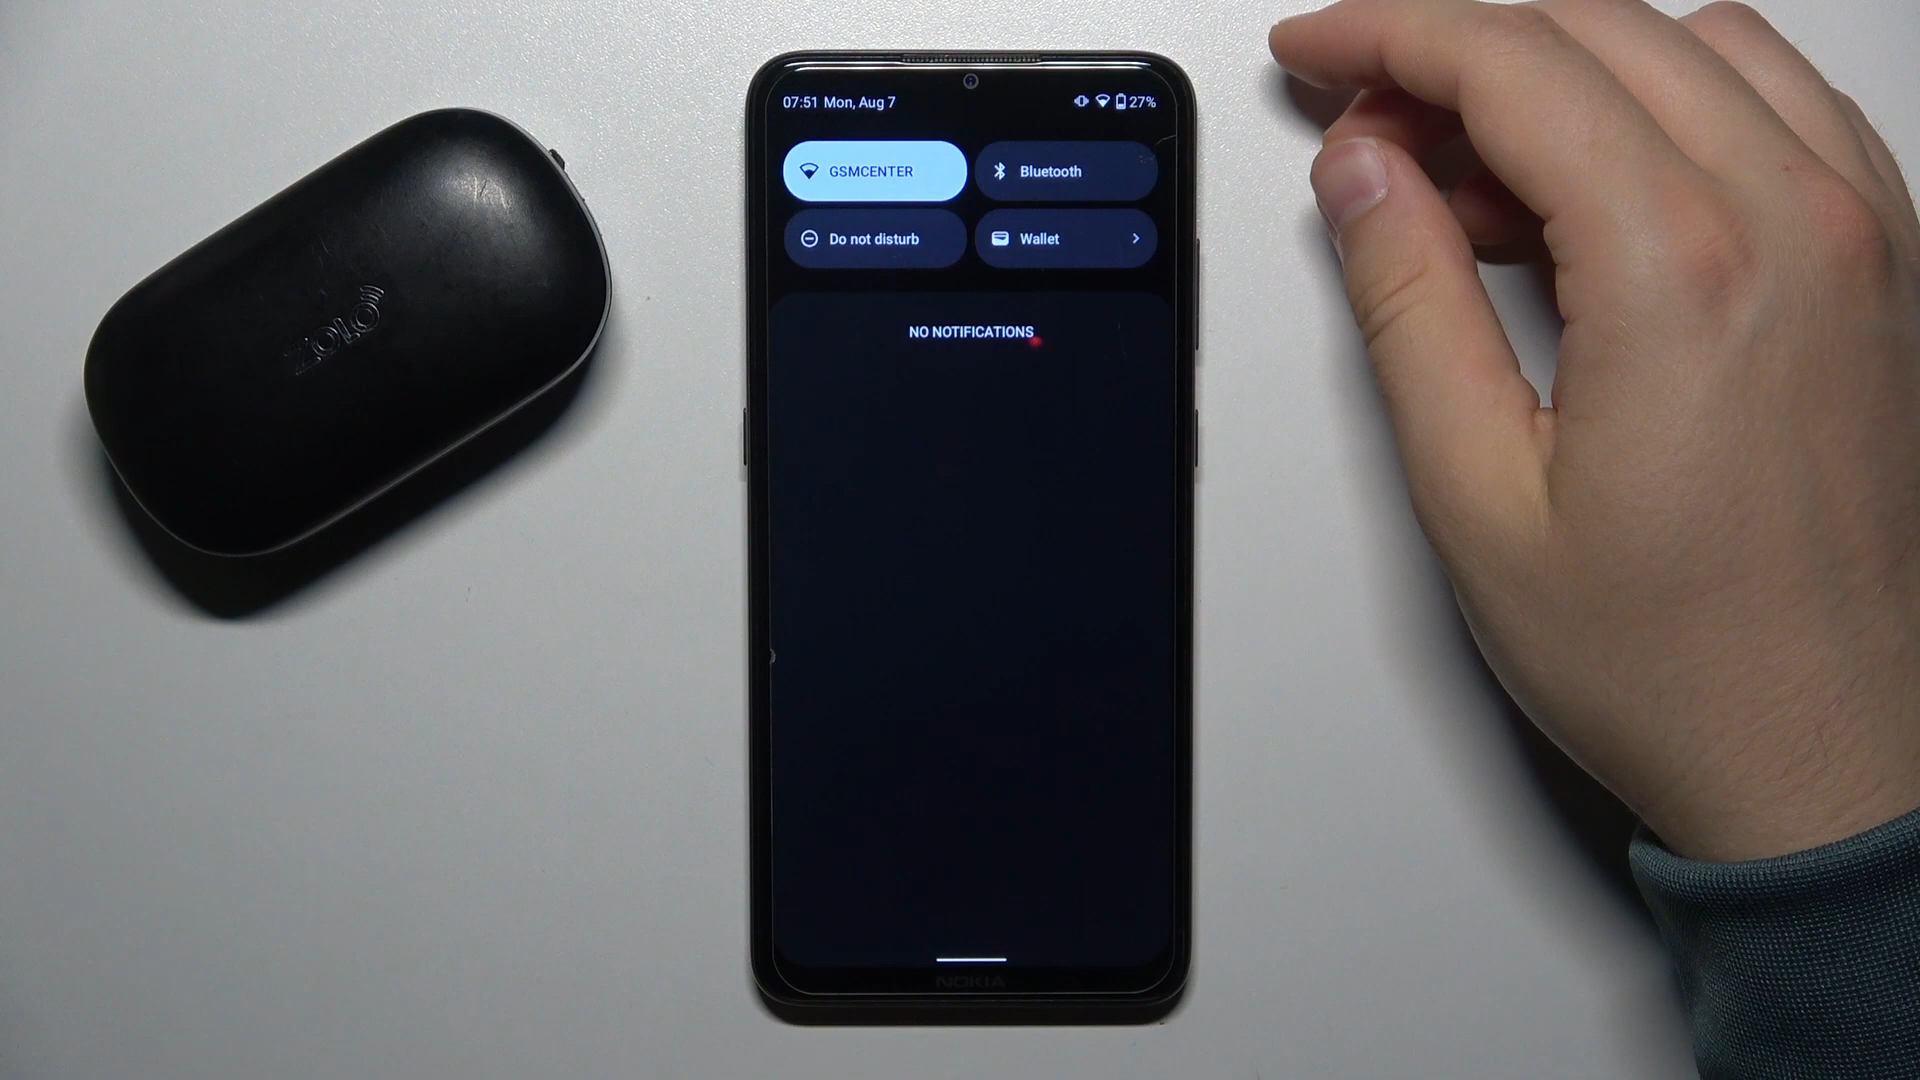 07:51 Mon, Aug 7
27%
GSMCENTER
Bluetooth
Do not disturb
Wallet
NO NOTIFICATIONS
ZOLO
NOKIA